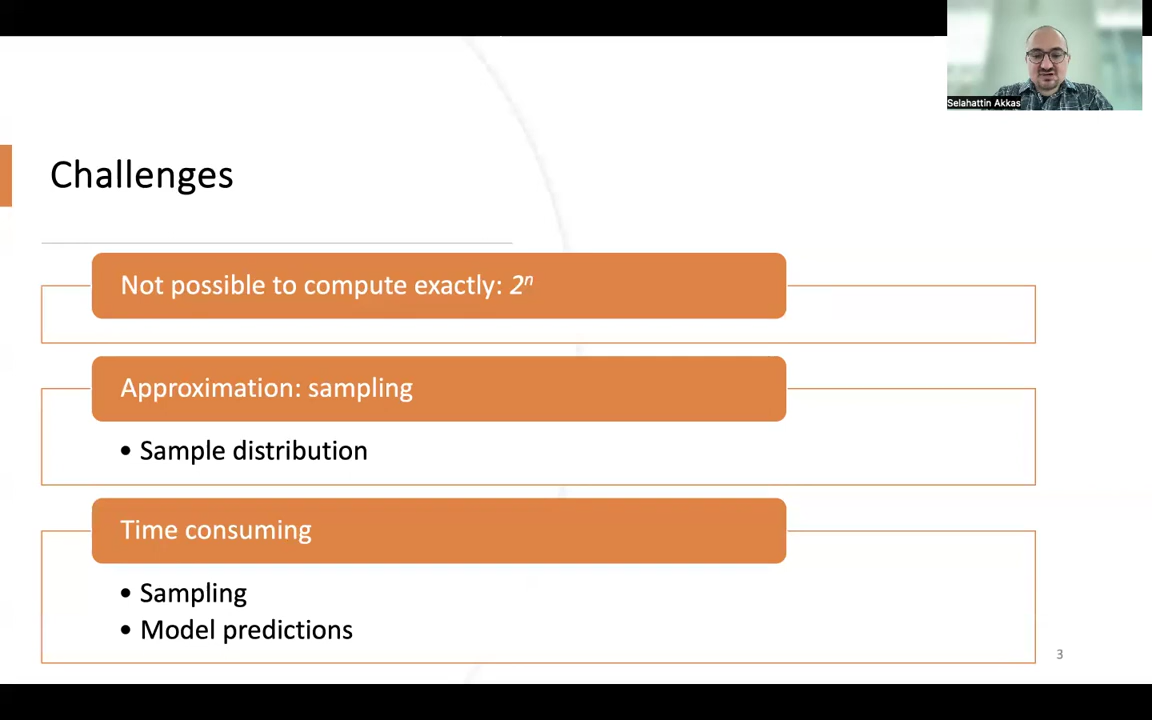 Selahattin Akkas
Challenges
Not possible to compute exactly: 2ⁿ
Approximation: sampling
• Sample distribution
Time consuming
• Sampling
• Model predictions
3